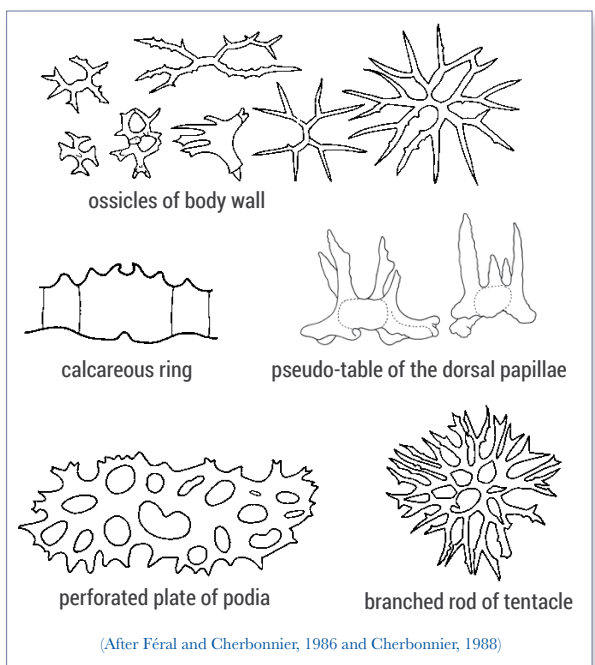 ossicles of body wall
calcareous ring
pseudo-table of the dorsal papillae
perforated plate of podia
branched rod of tentacle
(After Féral and Cherbonnier, 1986 and Cherbonnier, 1988)